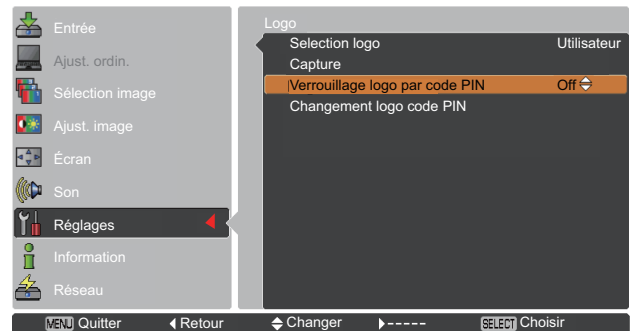 Entrée
Ajust. ordin.
Sélection image
Ajust. image
Écran
Son
Réglages
Information
Réseau
Logo
Selection logo Utilisateur
Capture
Verrouillage logo par code PIN Off
Changement logo code PIN
MENU Quitter Retour Changer ----- SELECT Choisir